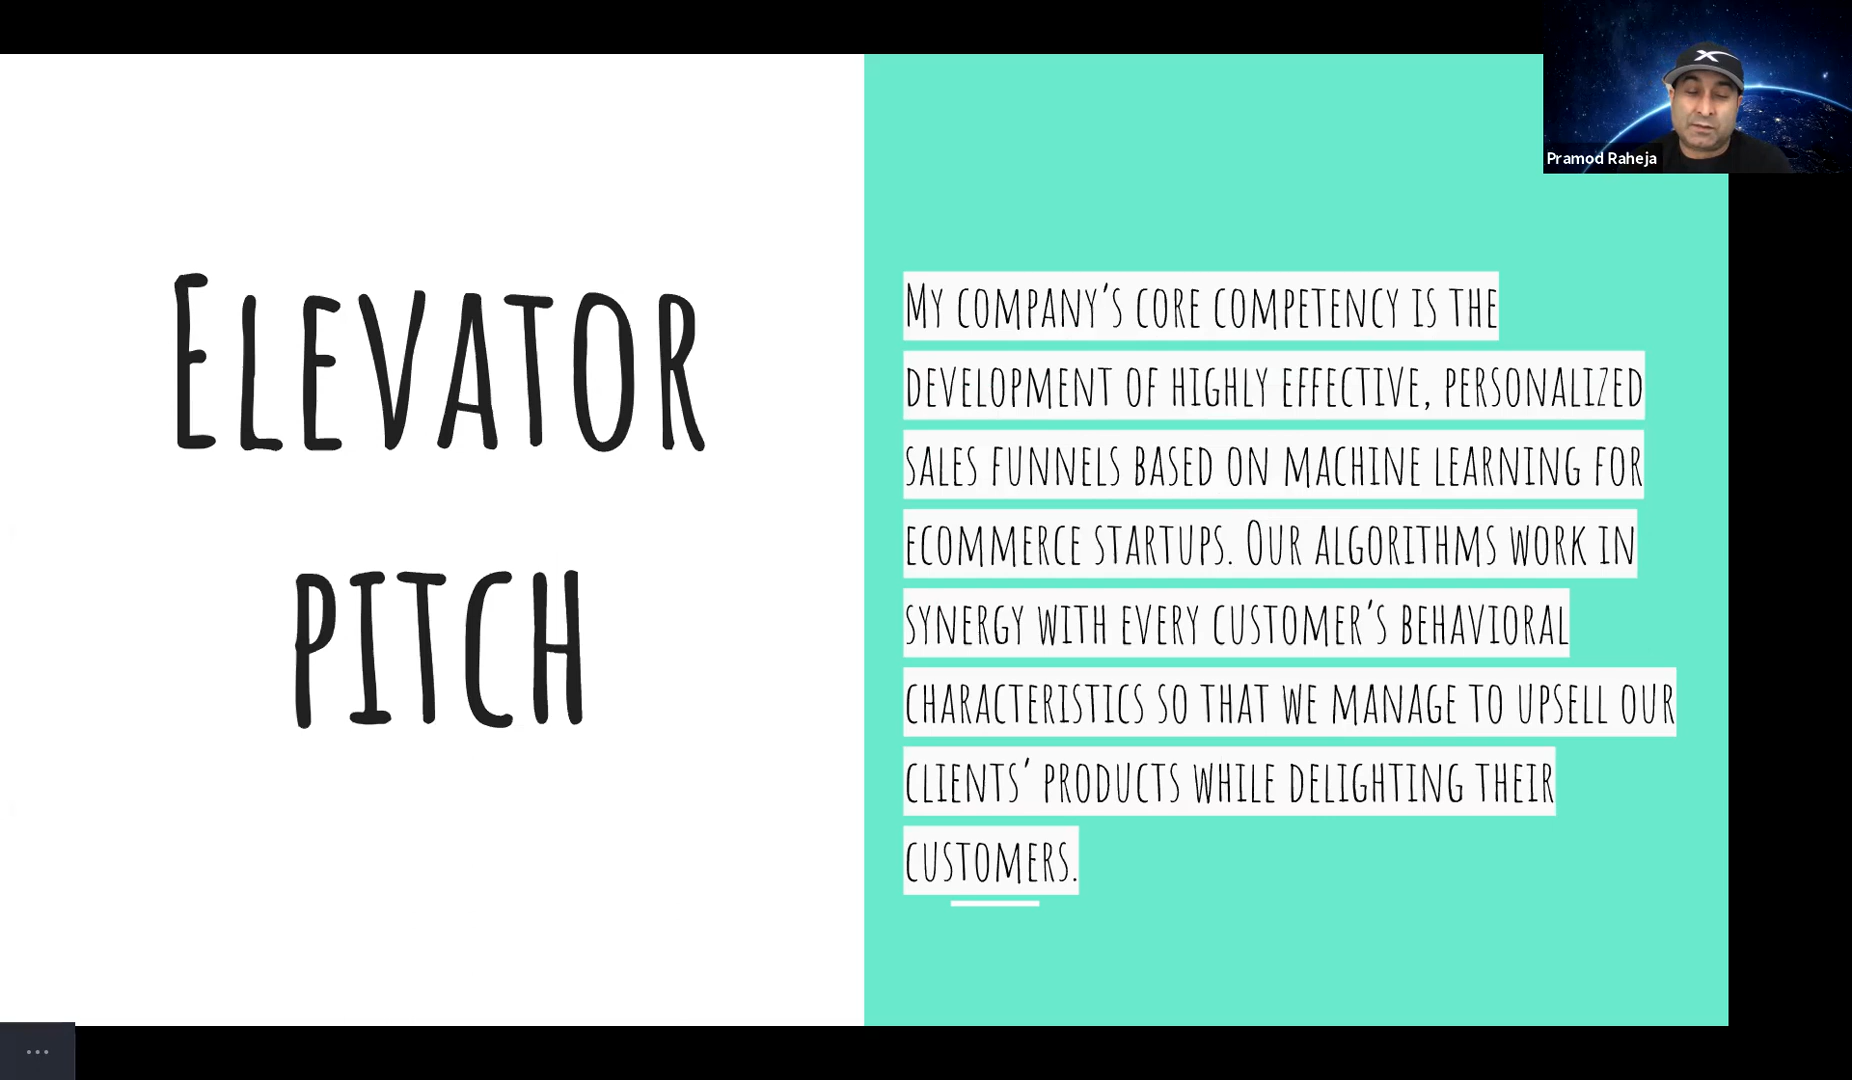 Elevator
pitch
My company's core competency is the
development of highly effective, personalized
sales funnels based on machine learning for
ecommerce startups. Our algorithms work in
synergy with every customer's behavioral
characteristics so that we manage to upsell our
clients' products while delighting their
customers.
Pramod Raheja